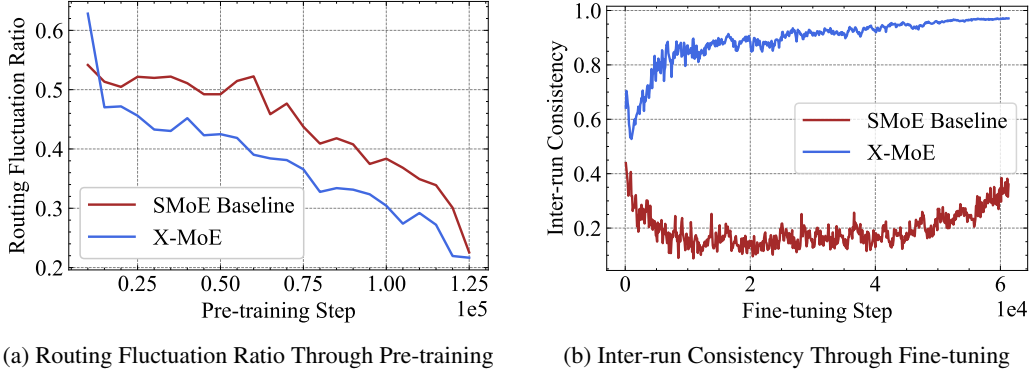 0.6
0.5
0.4
0.3
0.2
Routing Fluctuation Ratio
SMoE Baseline
X-MoE
0.25
0.50
0.75
1.00
1.25
1e5
Pre-training Step
(a) Routing Fluctuation Ratio Through Pre-training
1.0
0.8
0.6
0.4
0.2
Inter-run Consistency
SMoE Baseline
X-MoE
0
2
4
6
1e4
Fine-tuning Step
(b) Inter-run Consistency Through Fine-tuning